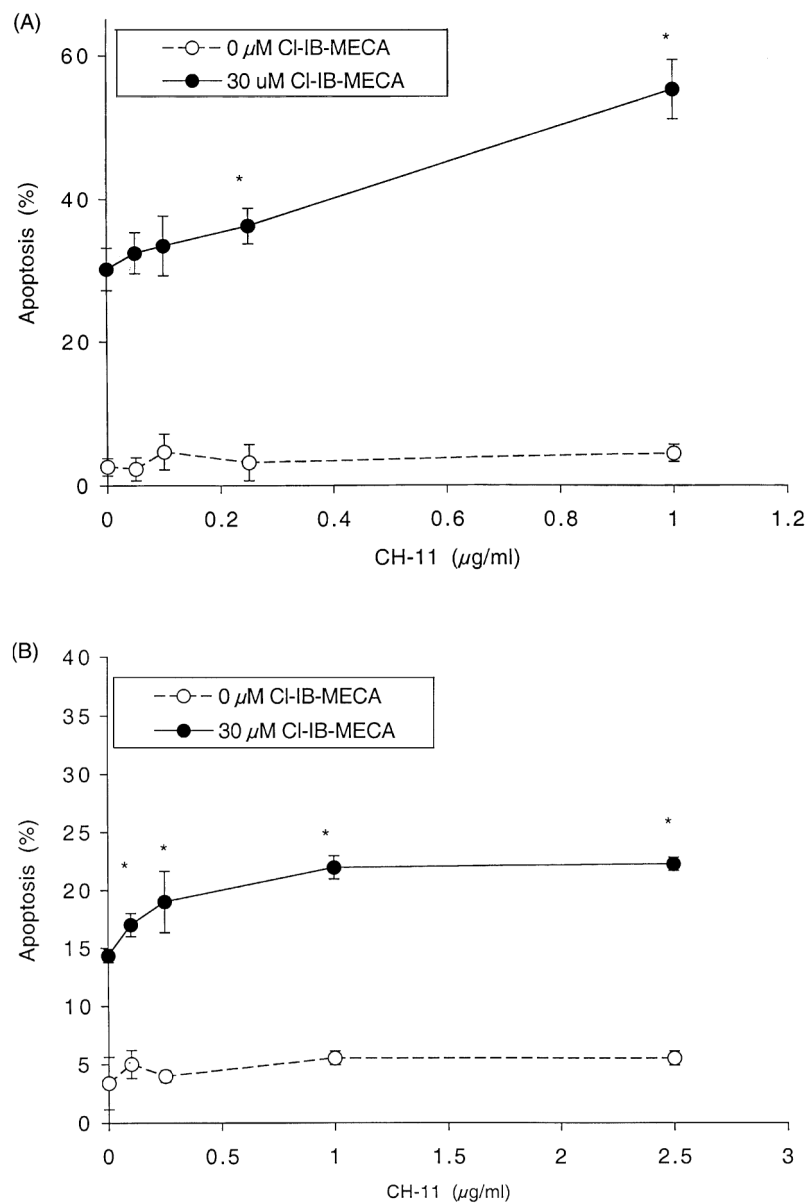 (A)
0 µM Cl-IB-MECA
30 uM Cl-IB-MECA
*
*
60
40
20
0
Apoptosis (%)
0 0.2 0.4 0.6 0.8 1 1.2
CH-11 (µg/ml)
(B)
0 µM Cl-IB-MECA
30 µM Cl-IB-MECA
* * * *
40
35
30
25
20
15
10
5
0
Apoptosis (%)
0 0.5 1 1.5 2 2.5 3
CH-11 (µg/ml)